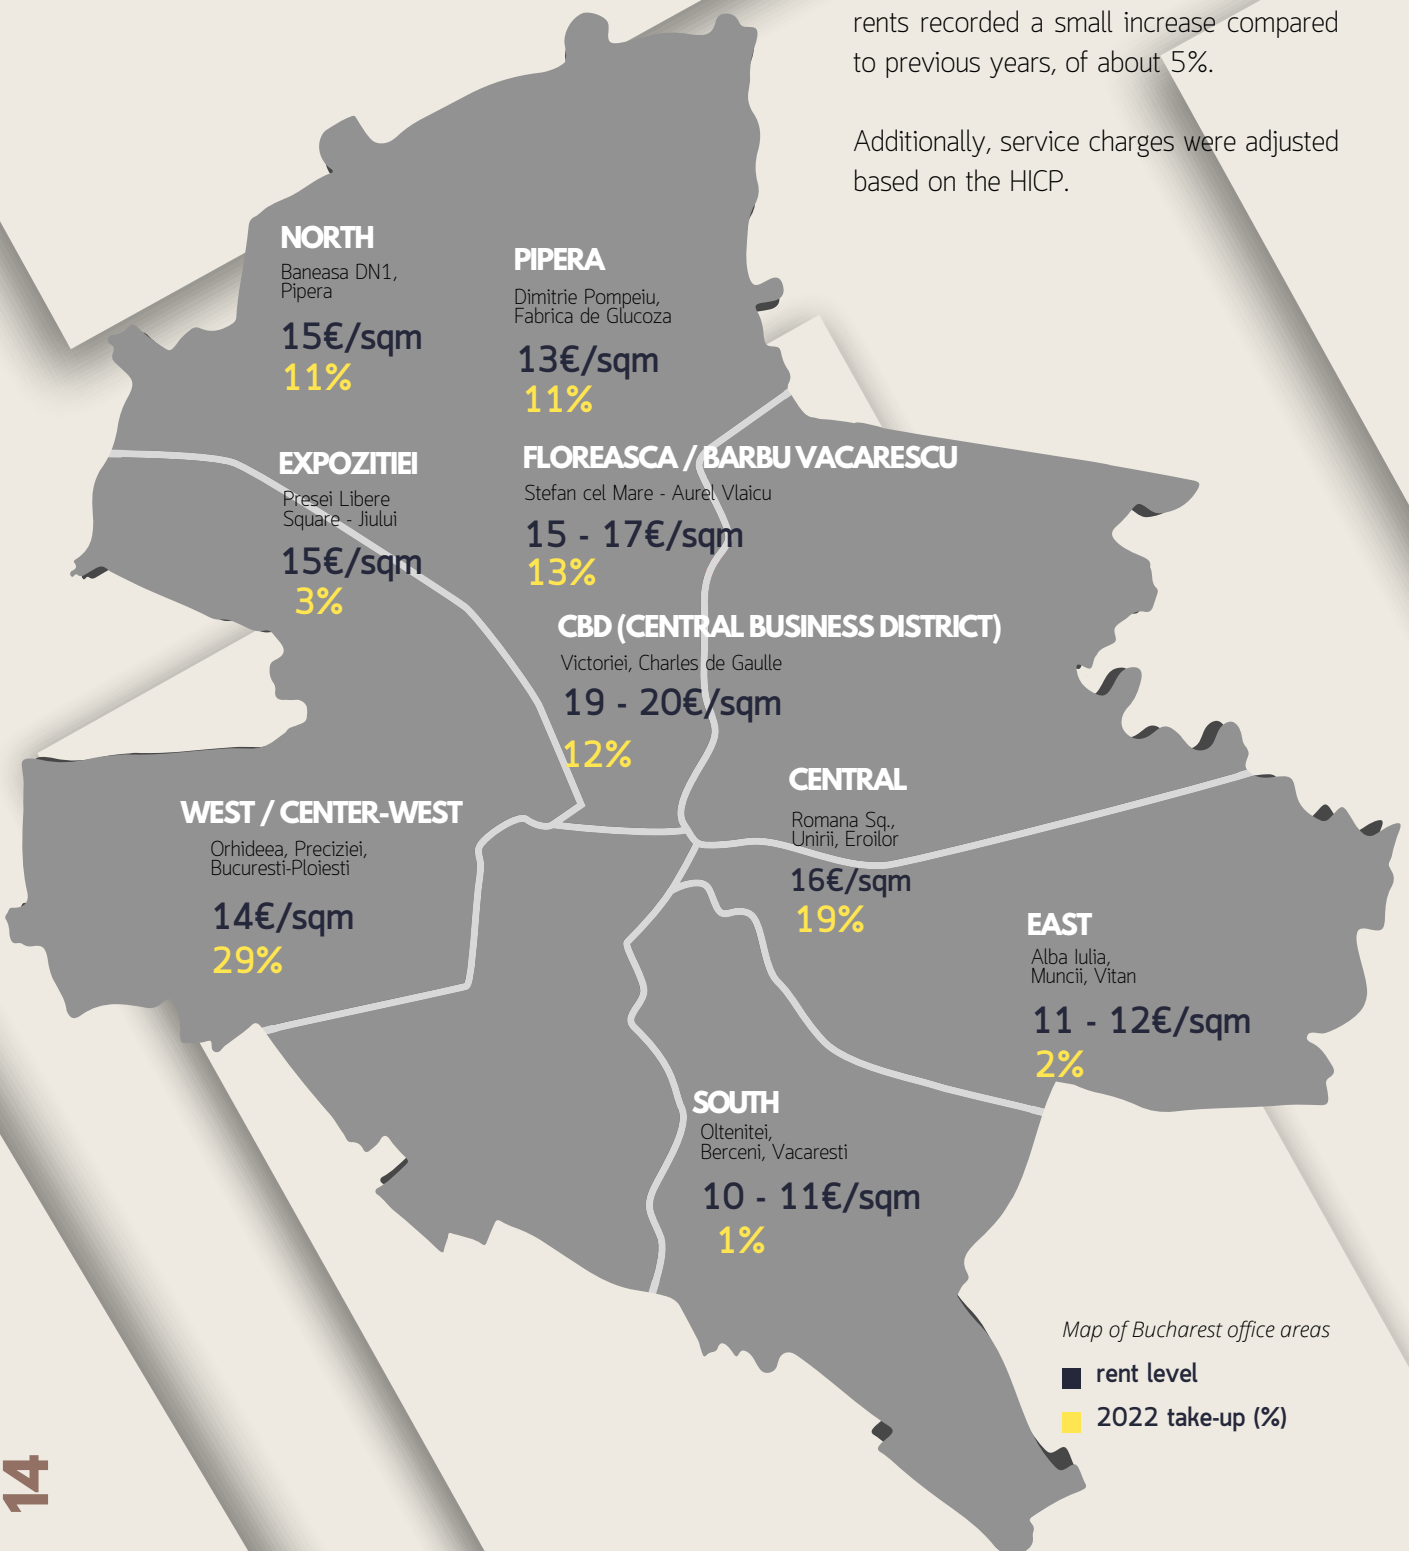 rents recorded a small increase compared
to previous years, of about 5%.
Additionally, service charges were adjusted
based on the HICP.
NORTH
Baneasa DN1,
Pipera
15€/sqm
11%
PIPERA
Dimitrie Pompeiu,
Fabrica de Glucoza
13€/sqm
11%
EXPOZITIEI
Presei Libere
Square - Jiului
15€/sqm
3%
FLOREASCA / BARBU VACARESCU
Stefan cel Mare - Aurel Vlaicu
15 - 17€/sqm
13%
CBD (CENTRAL BUSINESS DISTRICT)
Victoriei, Charles de Gaulle
19 - 20€/sqm
12%
WEST / CENTER-WEST
Orhideea, Preciziei,
Bucuresti-Ploiesti
14€/sqm
29%
CENTRAL
Romana Sq.,
Unirii, Eroilor
16€/sqm
19%
EAST
Alba Iulia,
Muncii, Vitan
11 - 12€/sqm
2%
SOUTH
Oltenitei,
Berceni, Vacaresti
10 - 11€/sqm
1%
Map of Bucharest office areas
rent level
2022 take-up (%)
14